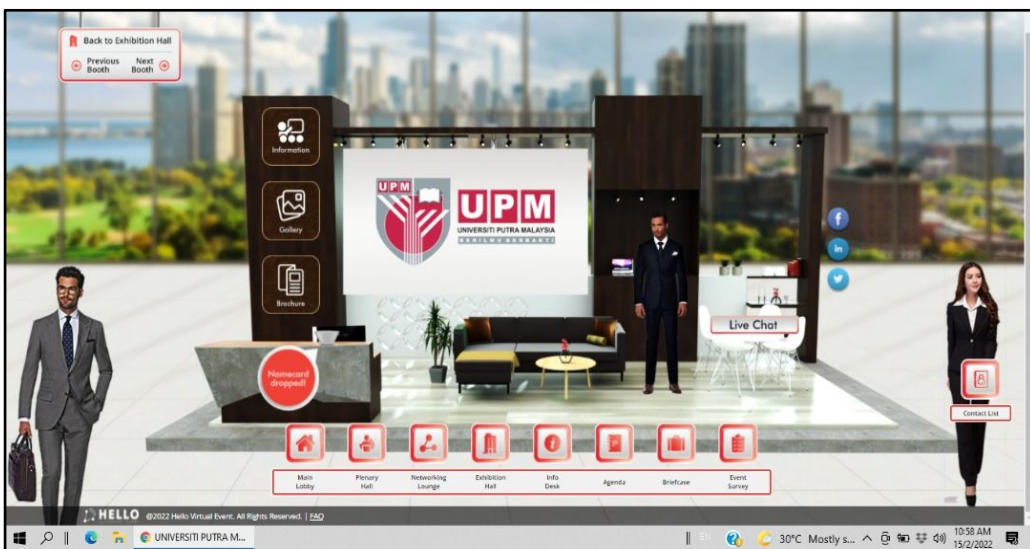 Back to Exhibition Hall
Previous Booth
Next Booth
Information
Gallery
Brochure
UPM
UPM
UNIVERSITI PUTRA MALAYSIA
BERILMU BERBAKTI
f
in
Live Chat
Namecard
dropped!
Contact List
Main
Lobby
Plenary
Hall
Networking
Lounge
Exhibition
Hall
Info
Desk
Agenda
Briefcase
Event
Survey
HELLO @2022 Hello Virtual Event. All Rights Reserved. | FAQ
UNIVERSITI PUTRA M...
EN
30°C Mostly s...
10:58 AM
15/2/2022